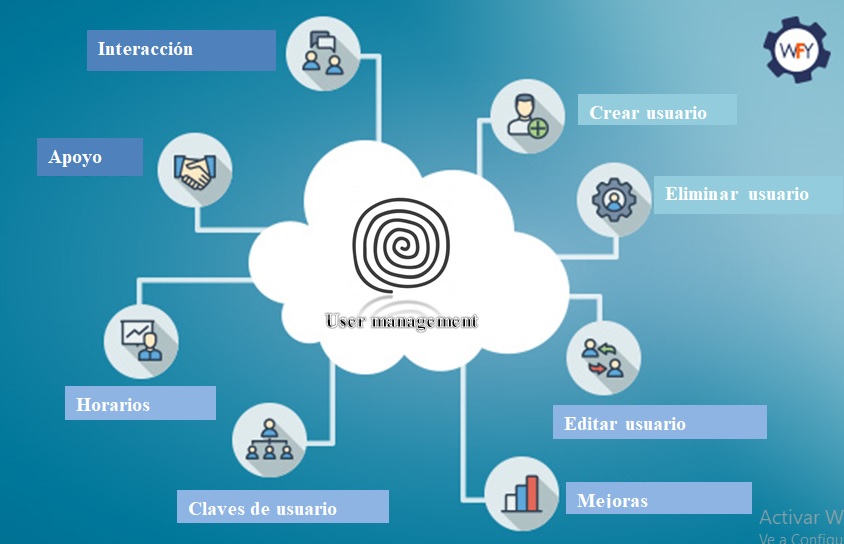 Interacción
WFY
Crear usuario
Apoyo
Eliminar usuario
User management
Horarios
Editar usuario
Claves de usuario
Mejoras
Activar W
Ve a Configu